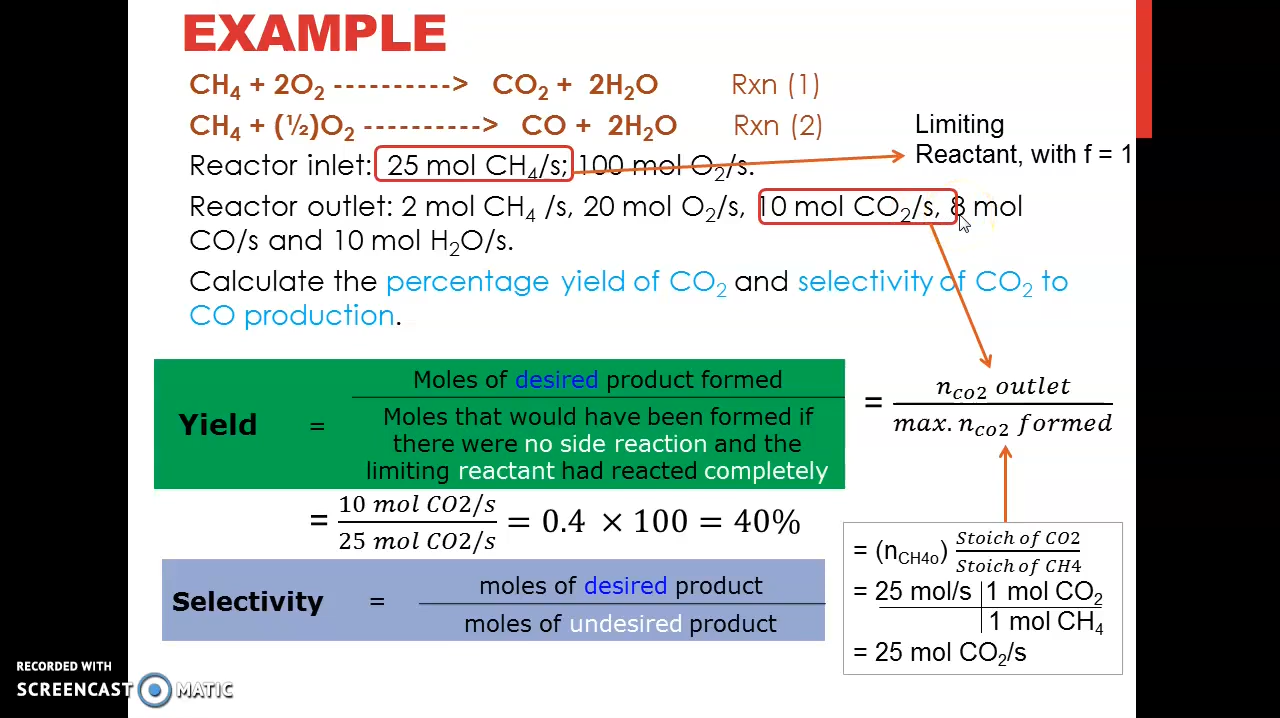 EXAMPLE
CH₄ + 2O₂ ----------> CO₂ + 2H₂O Rxn (1)
CH₄ + (½)O₂ ----------> CO + 2H₂O Rxn (2)
Limiting
Reactant, with f = 1
Reactor inlet: 25 mol CH₄/s; 100 mol O₂/s.
Reactor outlet: 2 mol CH₄ /s, 20 mol O₂/s, 10 mol CO₂/s, 8 mol
CO/s and 10 mol H₂O/s.
Calculate the percentage yield of CO₂ and selectivity of CO₂ to
CO production.
Yield =
Moles of desired product formed
Moles that would have been formed if
there were no side reaction and the
limiting reactant had reacted completely
=
n_co2 outlet
max. n_co2 formed
= 10 mol CO2/s
25 mol CO2/s
= 0.4 × 100 = 40%
Selectivity =
moles of desired product
moles of undesired product
= (n_CH4o) Stoich of CO2
Stoich of CH4
= 25 mol/s | 1 mol CO₂
1 mol CH₄
= 25 mol CO₂/s
RECORDED WITH
SCREENCAST MATIC